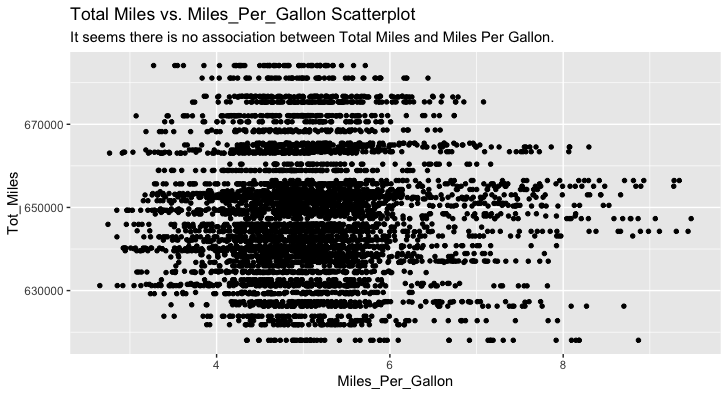 Total Miles vs. Miles_Per_Gallon Scatterplot
It seems there is no association between Total Miles and Miles Per Gallon.
Tot_Miles
670000
650000
630000
4
6
8
Miles_Per_Gallon